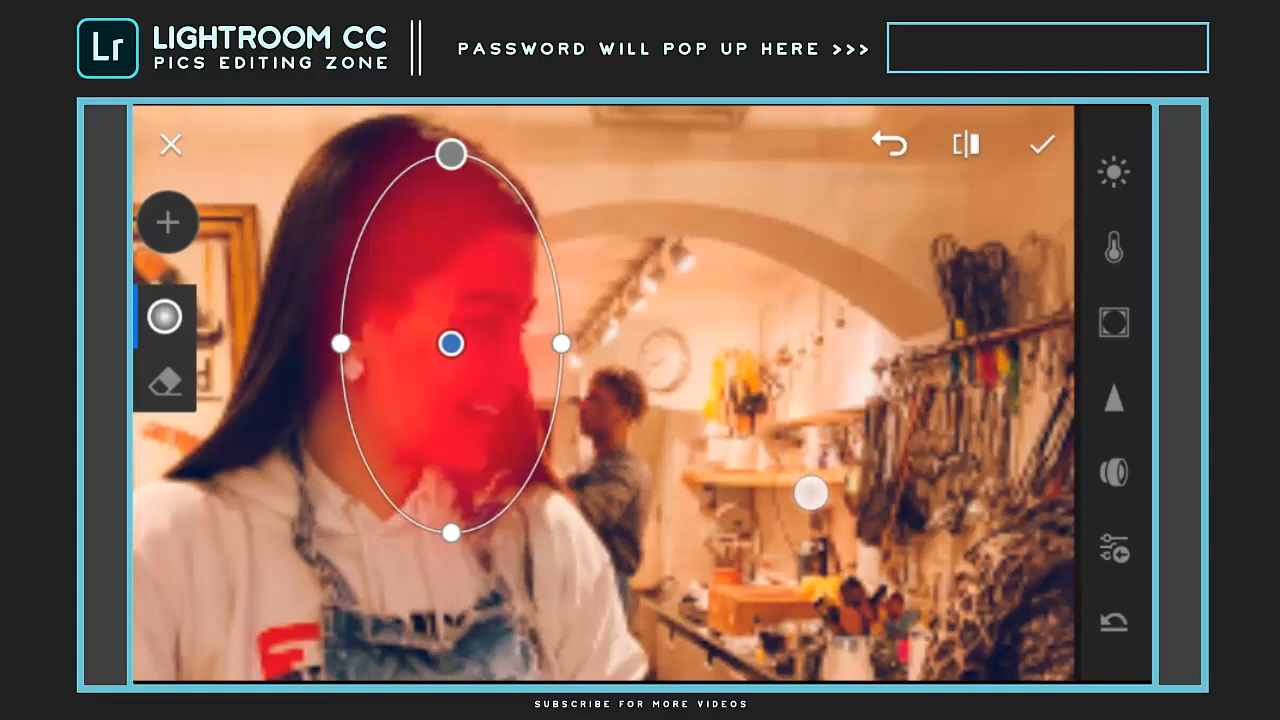 Lr
LIGHTROOM CC
PICS EDITING ZONE
PASSWORD WILL POP UP HERE >>>
SUBSCRIBE FOR MORE VIDEOS